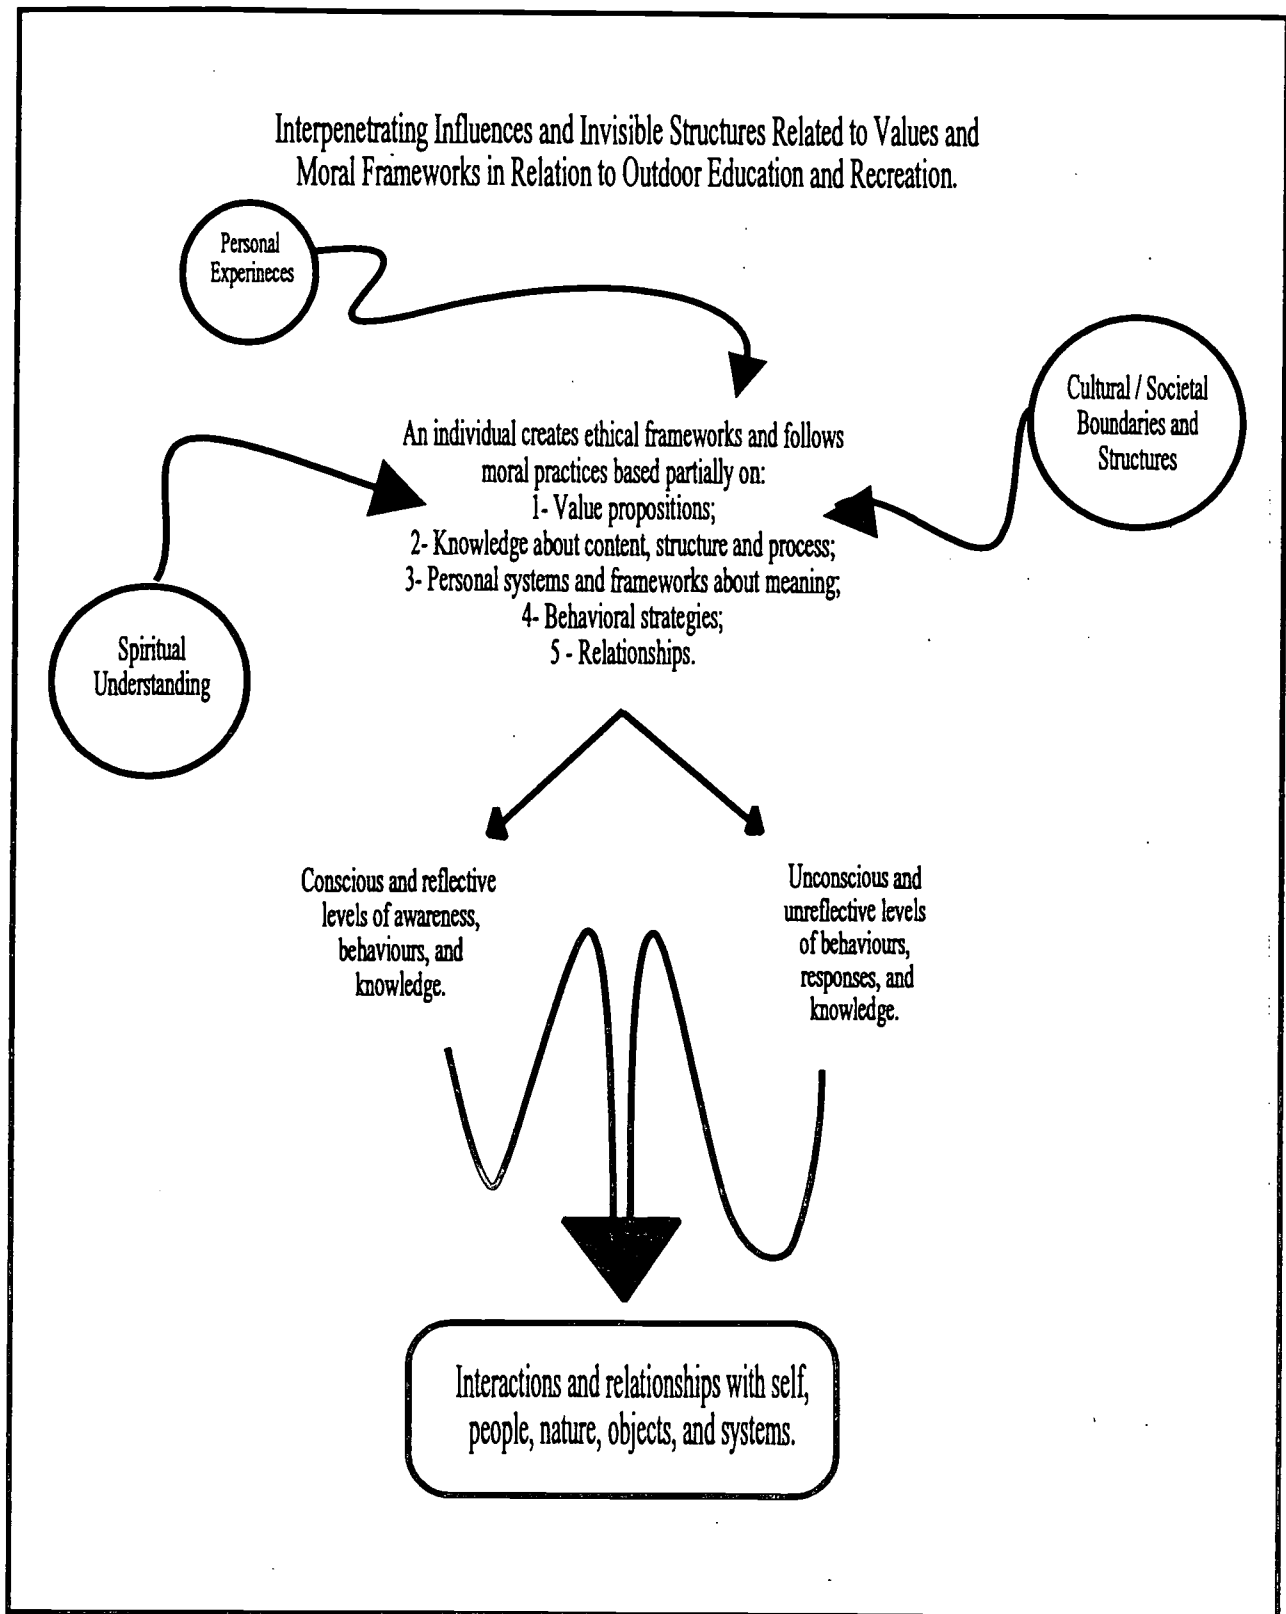 Interpenetrating Influences and Invisible Structures Related to Values and
Moral Frameworks in Relation to Outdoor Education and Recreation.
Personal
Experineces
Cultural / Societal
Boundaries and
Structures
An individual creates ethical frameworks and follows
moral practices based partially on:
1- Value propositions;
2- Knowledge about content, structure and process;
3- Personal systems and frameworks about meaning;
4- Behavioral strategies;
5 - Relationships.
Spiritual
Understanding
Conscious and reflective
levels of awareness,
behaviours, and
knowledge.
Unconscious and
unreflective levels
of behaviours,
responses, and
knowledge.
Interactions and relationships with self,
people, nature, objects, and systems.